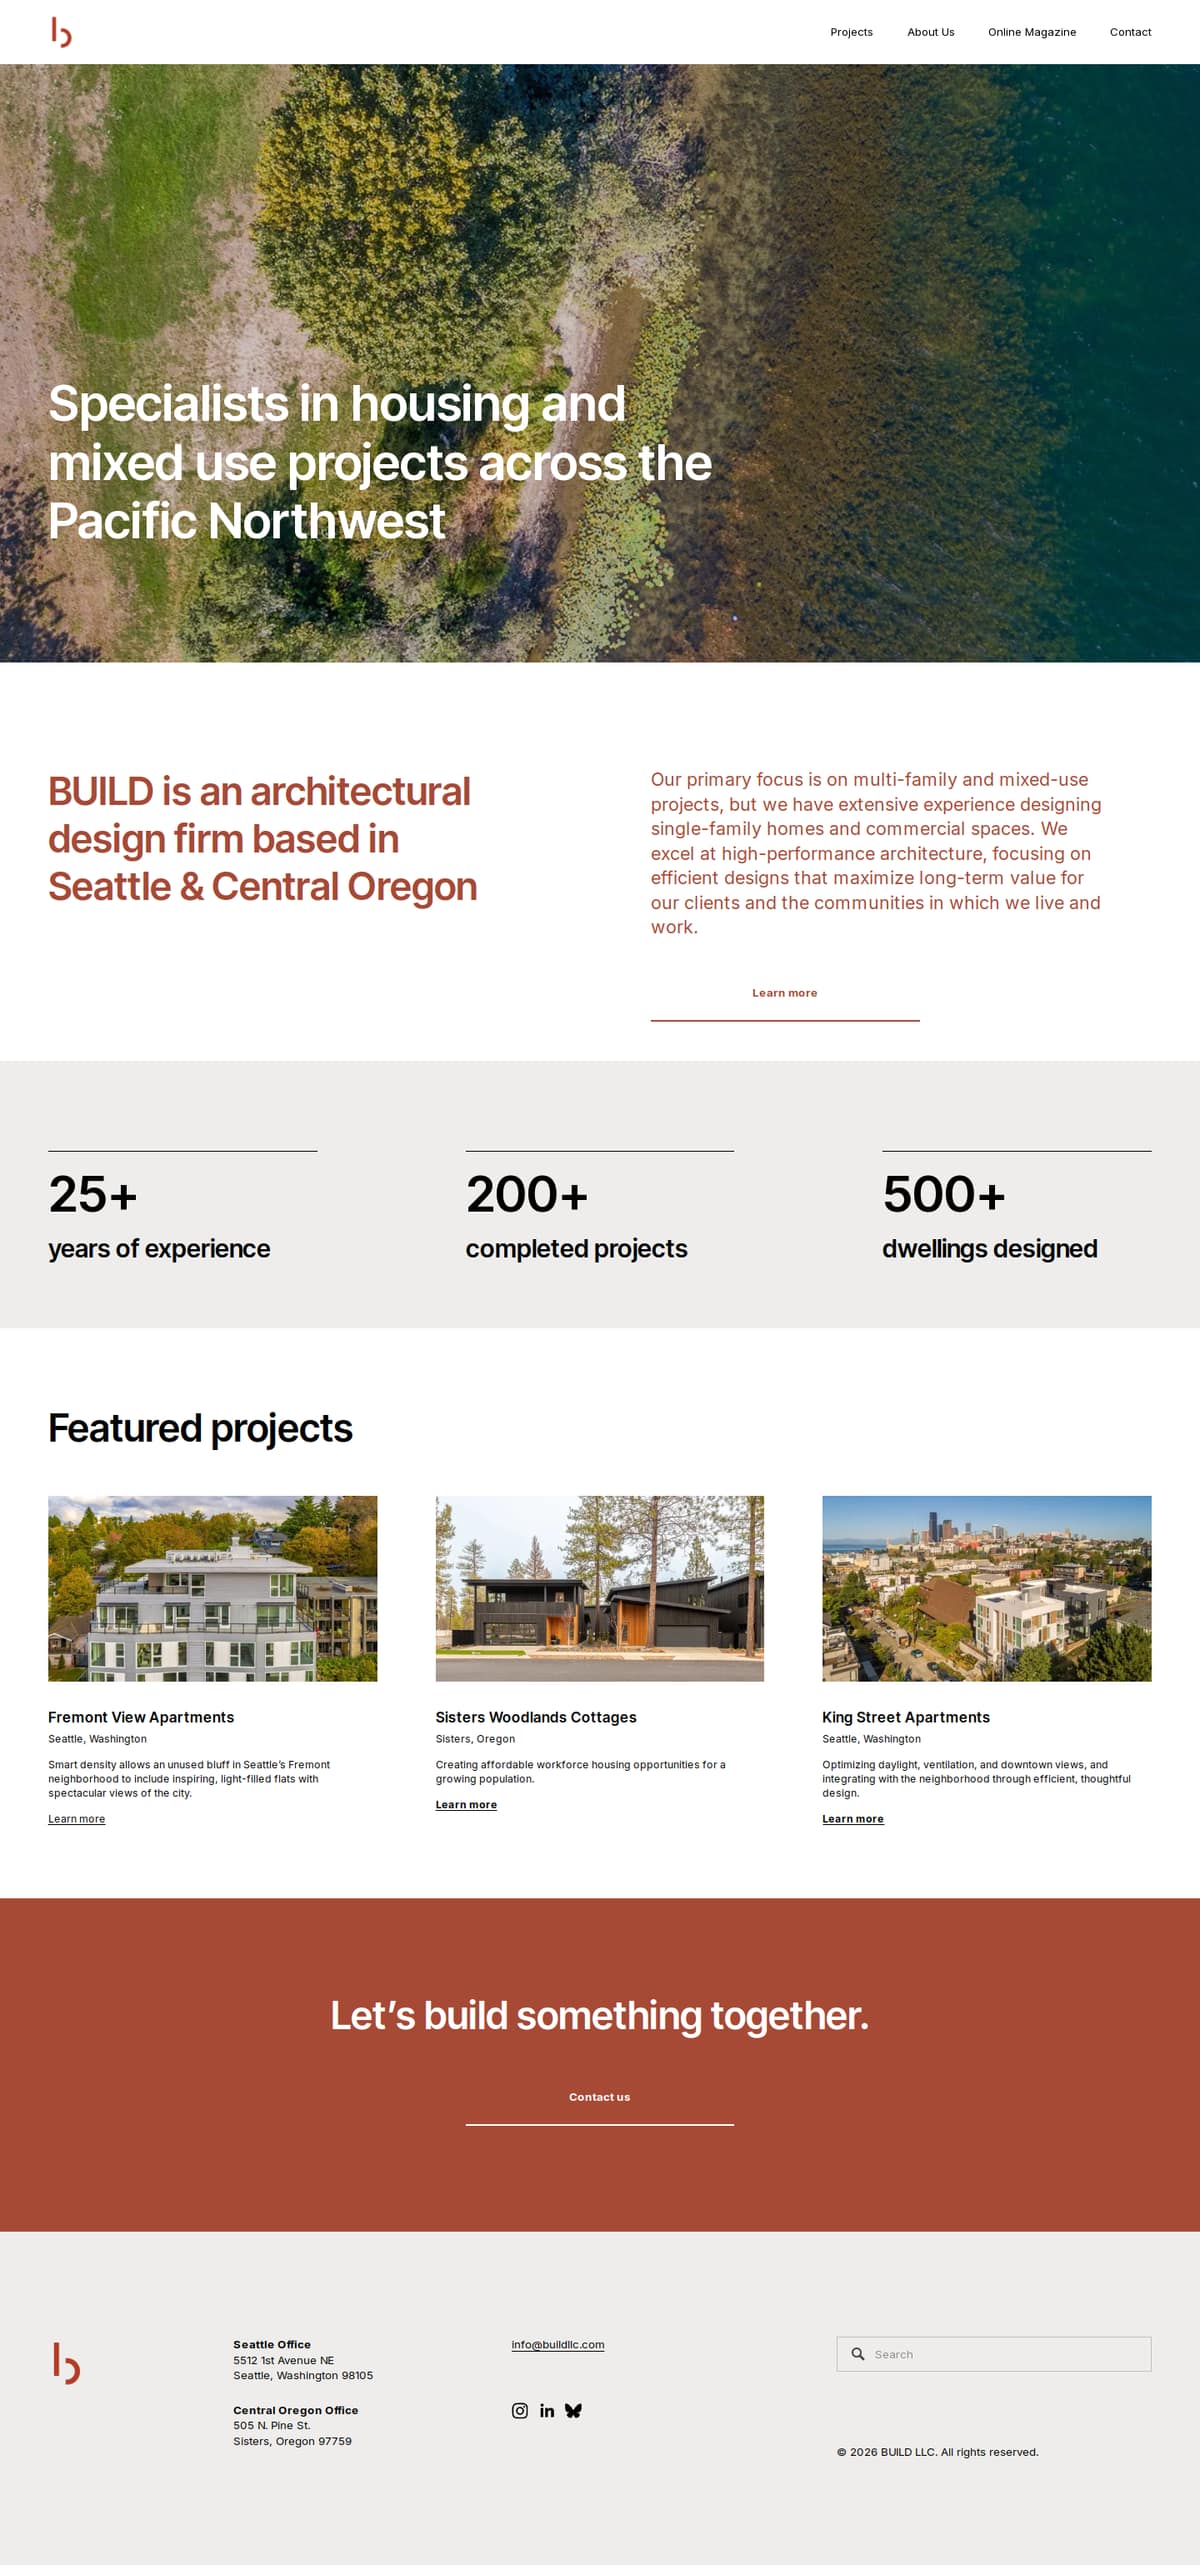 Projects
About Us
Online Magazine
Contact
Specialists in housing and
mixed use projects across the
Pacific Northwest
BUILD is an architectural
design firm based in
Seattle & Central Oregon
Our primary focus is on multi-family and mixed-use
projects, but we have extensive experience designing
single-family homes and commercial spaces. We
excel at high-performance architecture, focusing on
efficient designs that maximize long-term value for
our clients and the communities in which we live and
work.
Learn more
25+
years of experience
200+
completed projects
500+
dwellings designed
Featured projects
Fremont View Apartments
Seattle, Washington
Smart density allows an unused bluff in Seattle’s Fremont
neighborhood to include inspiring, light-filled flats with
spectacular views of the city.
Learn more
Sisters Woodlands Cottages
Sisters, Oregon
Creating affordable workforce housing opportunities for a
growing population.
Learn more
King Street Apartments
Seattle, Washington
Optimizing daylight, ventilation, and downtown views, and
integrating with the neighborhood through efficient, thoughtful
design.
Learn more
Let’s build something together.
Contact us
Seattle Office
5512 1st Avenue NE
Seattle, Washington 98105
Central Oregon Office
505 N. Pine St.
Sisters, Oregon 97759
info@buildllc.com
Search
© 2026 BUILD LLC. All rights reserved.